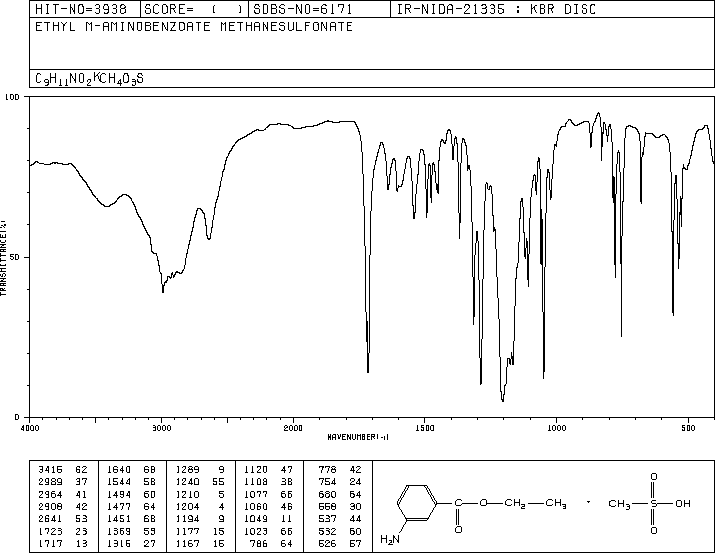 HIT-NO=3938 SCORE= ( ) SDBS-NO=6171 IR-NIDA-21335 : KBR DISC
ETHYL M-AMINOBENZOATE METHANESULFONATE
C9H11NO2KCH4O3S
TRANSMITTANCE(%)
100
50
0
4000 3000 2000 1500 1000 500
WAVENUMBER(-1)
3415 62 1640 68 1289 9 1120 47 778 42
2989 37 1544 58 1240 55 1108 38 754 24
2964 41 1494 60 1210 5 1077 66 680 64
2908 42 1477 64 1204 4 1060 46 558 30
2641 53 1451 68 1194 9 1049 11 537 44
1723 23 1369 53 1177 15 1023 66 532 50
1717 13 1315 27 1167 15 786 64 526 57
H2N C O O CH2 CH3 · CH3 S O O OH